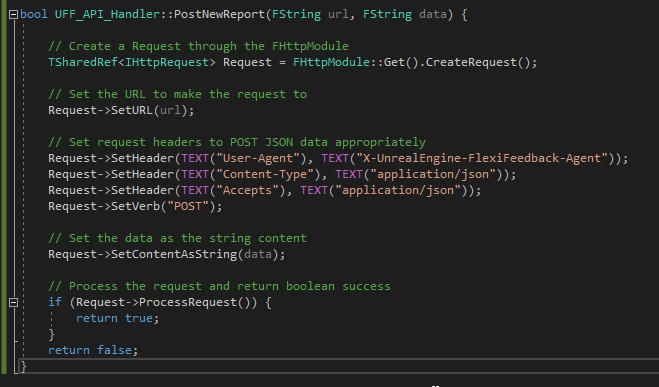 bool UFF_API_Handler::PostNewReport(FString url, FString data) {
// Create a Request through the FHttpModule
TSharedRef<IHttpRequest> Request = FHttpModule::Get().CreateRequest();
// Set the URL to make the request to
Request->SetURL(url);
// Set request headers to POST JSON data appropriately
Request->SetHeader(TEXT("User-Agent"), TEXT("X-UnrealEngine-FlexiFeedback-Agent"));
Request->SetHeader(TEXT("Content-Type"), TEXT("application/json"));
Request->SetHeader(TEXT("Accepts"), TEXT("application/json"));
Request->SetVerb("POST");
// Set the data as the string content
Request->SetContentAsString(data);
// Process the request and return boolean success
if (Request->ProcessRequest()) {
return true;
}
return false;
}